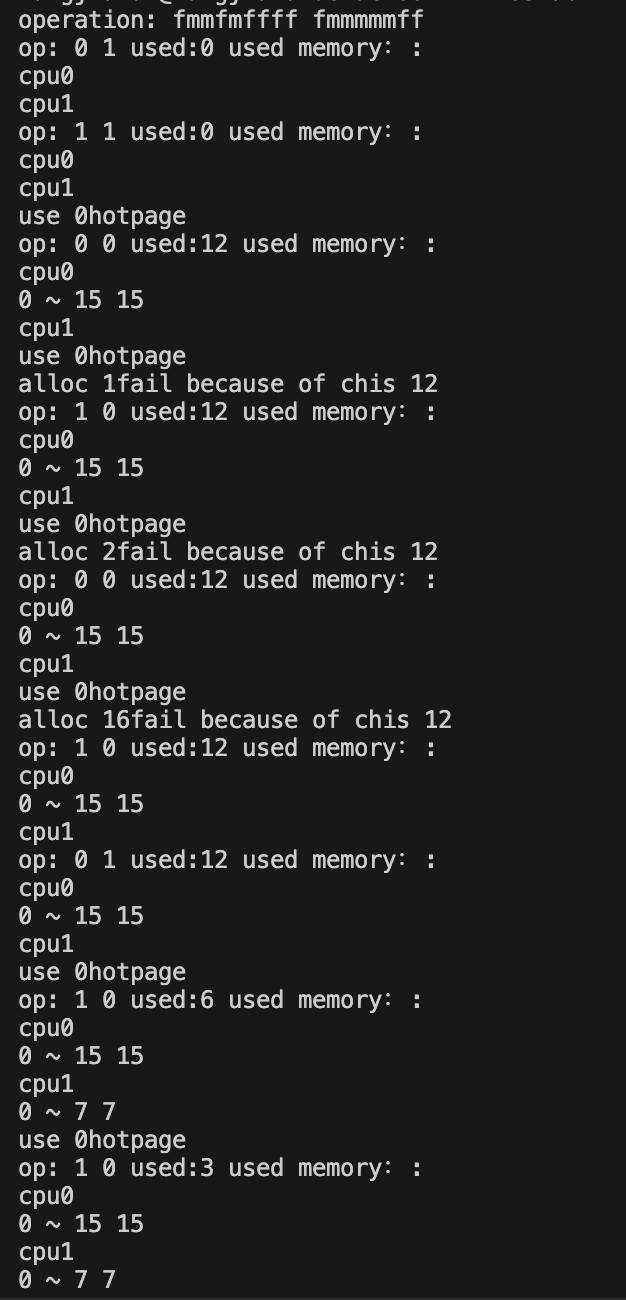 operation: fmmfmffff fmmmmmff
op: 0 1 used:0 used memory: :
cpu0
cpu1
op: 1 1 used:0 used memory: :
cpu0
cpu1
use 0hotpage
op: 0 0 used:12 used memory: :
cpu0
0 ~ 15 15
cpu1
use 0hotpage
alloc 1fail because of chis 12
op: 1 0 used:12 used memory: :
cpu0
0 ~ 15 15
cpu1
use 0hotpage
alloc 2fail because of chis 12
op: 0 0 used:12 used memory: :
cpu0
0 ~ 15 15
cpu1
use 0hotpage
alloc 16fail because of chis 12
op: 1 0 used:12 used memory: :
cpu0
0 ~ 15 15
cpu1
op: 0 1 used:12 used memory: :
cpu0
0 ~ 15 15
cpu1
use 0hotpage
op: 1 0 used:6 used memory: :
cpu0
0 ~ 15 15
cpu1
0 ~ 7 7
use 0hotpage
op: 1 0 used:3 used memory: :
cpu0
0 ~ 15 15
cpu1
0 ~ 7 7